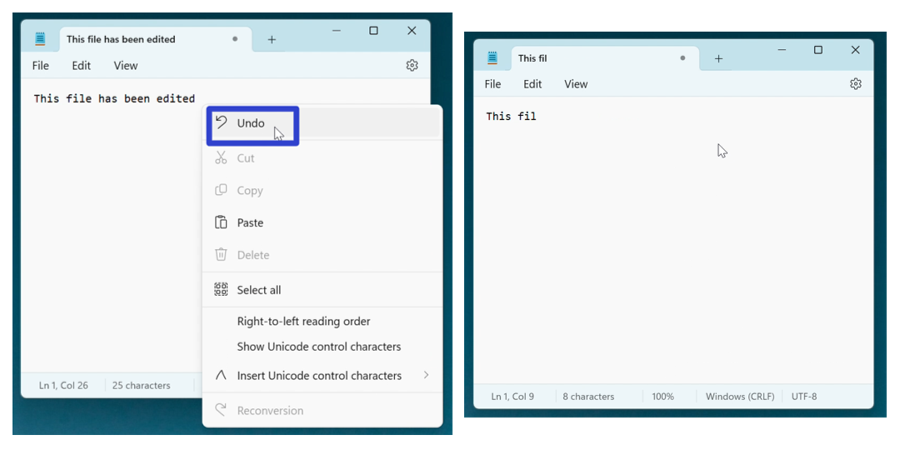 This file has been edited
File Edit View
This file has been edited
Undo
Cut
Copy
Paste
Delete
Select all
Right-to-left reading order
Show Unicode control characters
Insert Unicode control characters
Reconversion
Ln 1, Col 26 25 characters
This fil
File Edit View
This fil
Ln 1, Col 9 8 characters 100% Windows (CRLF) UTF-8